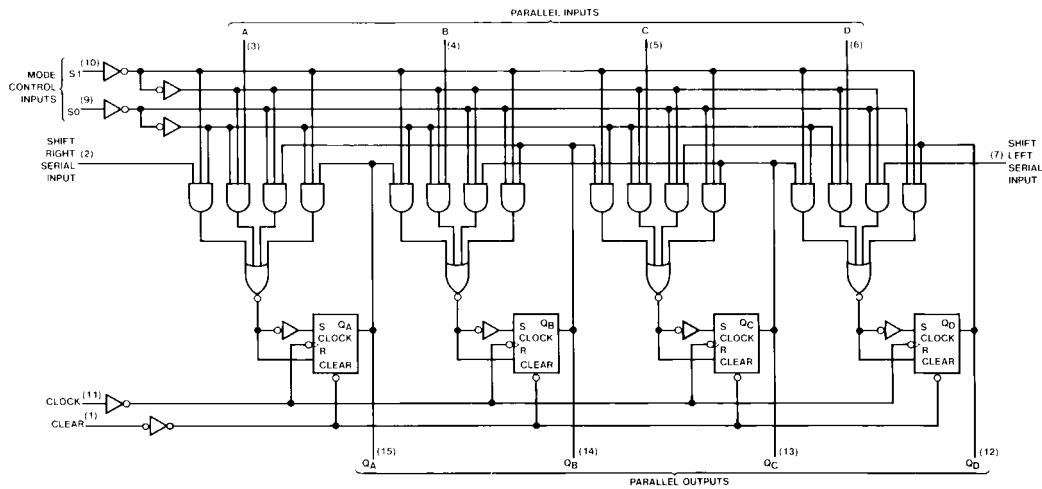 PARALLEL INPUTS
A B C D
(3) (4) (5) (6)
MODE
CONTROL
INPUTS
(10)
S1
(9)
S0
SHIFT
RIGHT (2)
SERIAL
INPUT
SHIFT
(7) LEFT
SERIAL
INPUT
S QA
CLOCK
R
CLEAR
S QB
CLOCK
R
CLEAR
S QC
CLOCK
R
CLEAR
S QD
CLOCK
R
CLEAR
CLOCK (11)
CLEAR (1)
(15) (14) (13) (12)
QA QB QC QD
PARALLEL OUTPUTS